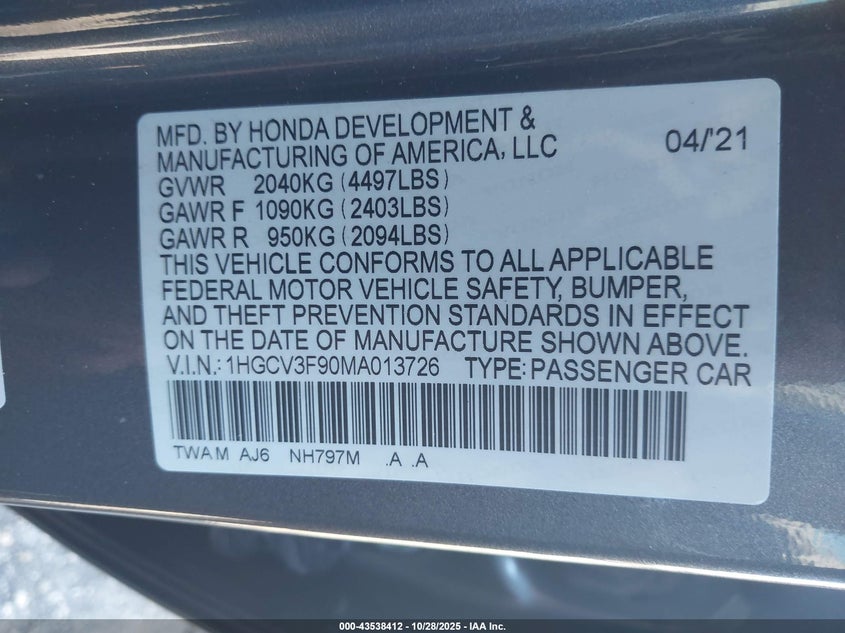 MFD. BY HONDA DEVELOPMENT &
MANUFACTURING OF AMERICA, LLC 04/'21
GVWR 2040KG (4497LBS)
GAWR F 1090KG (2403LBS)
GAWR R 950KG (2094LBS)
THIS VEHICLE CONFORMS TO ALL APPLICABLE
FEDERAL MOTOR VEHICLE SAFETY, BUMPER,
AND THEFT PREVENTION STANDARDS IN EFFECT
ON THE DATE OF MANUFACTURE SHOWN ABOVE.
V.I.N.: 1HGCV3F90MA013726 TYPE: PASSENGER CAR
TWA M AJ6 NH797M .A .A
000-43538412 | 10/28/2025 | IAA Inc.